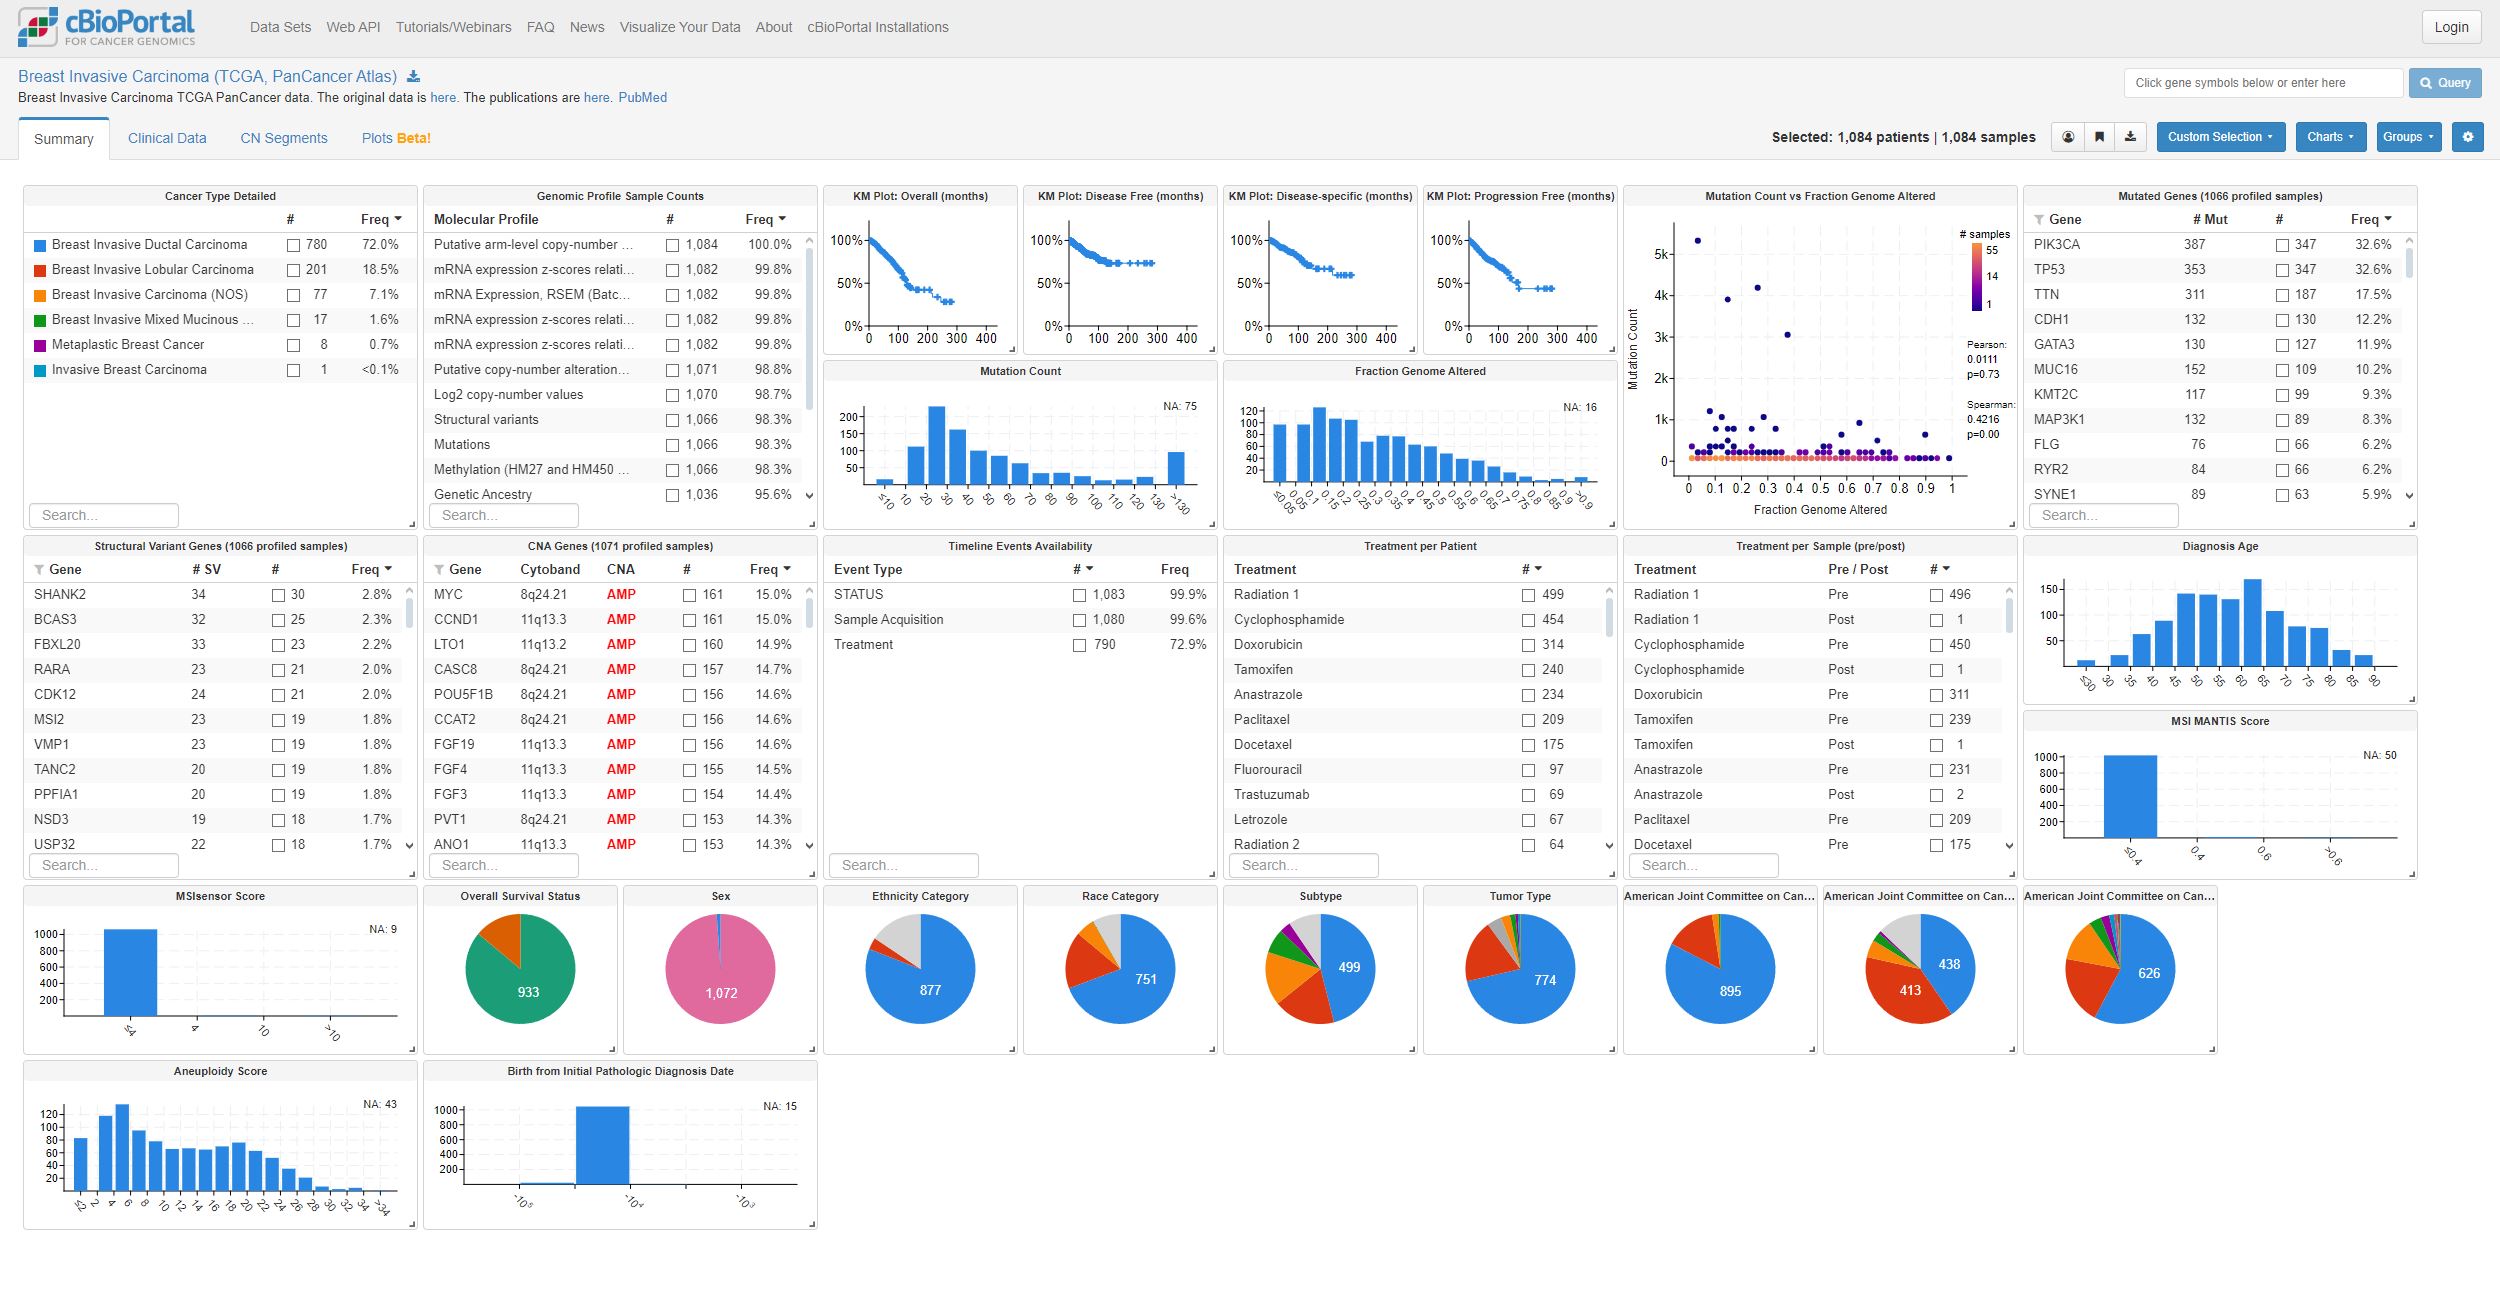 cBioPortal
FOR CANCER GENOMICS
Data Sets Web API Tutorials/Webinars FAQ News Visualize Your Data About cBioPortal Installations
Login
Breast Invasive Carcinoma (TCGA, PanCancer Atlas)
Breast Invasive Carcinoma TCGA PanCancer data. The original data is here. The publications are here. PubMed
Click gene symbols below or enter here
Query
Summary Clinical Data CN Segments Plots Beta!
Selected: 1,084 patients | 1,084 samples
Custom Selection Charts Groups
Cancer Type Detailed
# Freq
Breast Invasive Ductal Carcinoma 780 72.0%
Breast Invasive Lobular Carcinoma 201 18.5%
Breast Invasive Carcinoma (NOS) 77 7.1%
Breast Invasive Mixed Mucinous ... 17 1.6%
Metaplastic Breast Cancer 8 0.7%
Invasive Breast Carcinoma 1 <0.1%
Search...
Genomic Profile Sample Counts
Molecular Profile # Freq
Putative arm-level copy-number ... 1,084 100.0%
mRNA expression z-scores relati... 1,082 99.8%
mRNA Expression, RSEM (Batc... 1,082 99.8%
mRNA expression z-scores relati... 1,082 99.8%
mRNA expression z-scores relati... 1,082 99.8%
Putative copy-number alteration... 1,071 98.8%
Log2 copy-number values 1,070 98.7%
Structural variants 1,066 98.3%
Mutations 1,066 98.3%
Methylation (HM27 and HM450 ... 1,066 98.3%
Genetic Ancestry 1,036 95.6%
Search...
KM Plot: Overall (months)
100%
50%
0%
0 100 200 300 400
KM Plot: Disease Free (months)
100%
50%
0%
0 100 200 300 400
KM Plot: Disease-specific (months)
100%
50%
0%
0 100 200 300 400
KM Plot: Progression Free (months)
100%
50%
0%
0 100 200 300 400
Mutation Count
NA: 75
200
150
100
50
≤10 10 20 30 40 50 60 70 80 90 100 110 120 130 >130
Fraction Genome Altered
NA: 16
120
100
80
60
40
20
≤0.05 0.05 0.1 0.15 0.2 0.25 0.3 0.35 0.4 0.45 0.5 0.55 0.6 0.65 0.7 0.75 0.8 0.85 0.9 >0.9
Mutation Count vs Fraction Genome Altered
Mutation Count
5k
4k
3k
2k
1k
0
0 0.1 0.2 0.3 0.4 0.5 0.6 0.7 0.8 0.9 1
Fraction Genome Altered
# samples
55
14
1
Pearson:
0.0111
p=0.73
Spearman:
0.4216
p=0.00
Mutated Genes (1066 profiled samples)
Gene # Mut # Freq
PIK3CA 387 347 32.6%
TP53 353 347 32.6%
TTN 311 187 17.5%
CDH1 132 130 12.2%
GATA3 130 127 11.9%
MUC16 152 109 10.2%
KMT2C 117 99 9.3%
MAP3K1 132 89 8.3%
FLG 76 66 6.2%
RYR2 84 66 6.2%
SYNE1 89 63 5.9%
Search...
Structural Variant Genes (1066 profiled samples)
Gene # SV # Freq
SHANK2 34 30 2.8%
BCAS3 32 25 2.3%
FBXL20 33 23 2.2%
RARA 23 21 2.0%
CDK12 24 21 2.0%
MSI2 23 19 1.8%
VMP1 23 19 1.8%
TANC2 20 19 1.8%
PPFIA1 20 19 1.8%
NSD3 19 18 1.7%
USP32 22 18 1.7%
Search...
CNA Genes (1071 profiled samples)
Gene Cytoband CNA # Freq
MYC 8q24.21 AMP 161 15.0%
CCND1 11q13.3 AMP 161 15.0%
LTO1 11q13.2 AMP 160 14.9%
CASC8 8q24.21 AMP 157 14.7%
POU5F1B 8q24.21 AMP 156 14.6%
CCAT2 8q24.21 AMP 156 14.6%
FGF19 11q13.3 AMP 156 14.6%
FGF4 11q13.3 AMP 155 14.5%
FGF3 11q13.3 AMP 154 14.4%
PVT1 8q24.21 AMP 153 14.3%
ANO1 11q13.3 AMP 153 14.3%
Search...
Timeline Events Availability
Event Type # Freq
STATUS 1,083 99.9%
Sample Acquisition 1,080 99.6%
Treatment 790 72.9%
Search...
Treatment per Patient
Treatment #
Radiation 1 499
Cyclophosphamide 454
Doxorubicin 314
Tamoxifen 240
Anastrazole 234
Paclitaxel 209
Docetaxel 175
Fluorouracil 97
Trastuzumab 69
Letrozole 67
Radiation 2 64
Search...
Treatment per Sample (pre/post)
Treatment Pre / Post #
Radiation 1 Pre 496
Radiation 1 Post 1
Cyclophosphamide Pre 450
Cyclophosphamide Post 1
Doxorubicin Pre 311
Tamoxifen Pre 239
Tamoxifen Post 1
Anastrazole Pre 231
Anastrazole Post 2
Paclitaxel Pre 209
Docetaxel Pre 175
Search...
Diagnosis Age
150
100
50
≤30 30 35 40 45 50 55 60 65 70 75 80 85 90
MSI MANTIS Score
NA: 50
1000
800
600
400
200
≤0.4 0.4 0.6 >0.6
MSIsensor Score
NA: 9
1000
800
600
400
200
≤4 4 10 >10
Overall Survival Status
933
Sex
1,072
Ethnicity Category
877
Race Category
751
Subtype
499
Tumor Type
774
American Joint Committee on Can...
895
American Joint Committee on Can...
438
413
American Joint Committee on Can...
626
Aneuploidy Score
NA: 43
120
100
80
60
40
20
≤2 2 4 6 8 10 12 14 16 18 20 22 24 26 28 30 32 34 >34
Birth from Initial Pathologic Diagnosis Date
NA: 15
1000
800
600
400
200
-10⁵ -10⁴ -10³